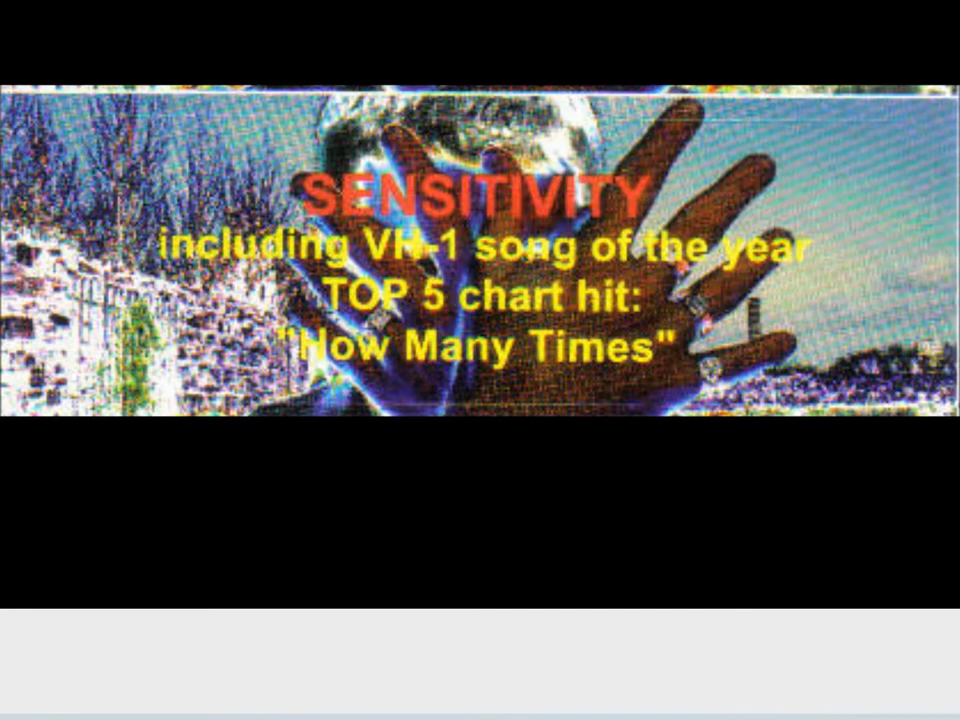 SENSITIVITY
including VH-1 song of the year
TOP 5 chart hit:
"How Many Times"